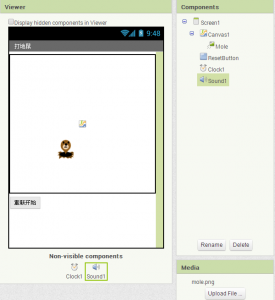 Viewer
Display hidden components in Viewer
9:48
打地鼠
重新开始
Non-visible components
Clock1
Sound1
Components
Screen1
Canvas1
Mole
ResetButton
Clock1
Sound1
Rename
Delete
Media
mole.png
Upload File ...